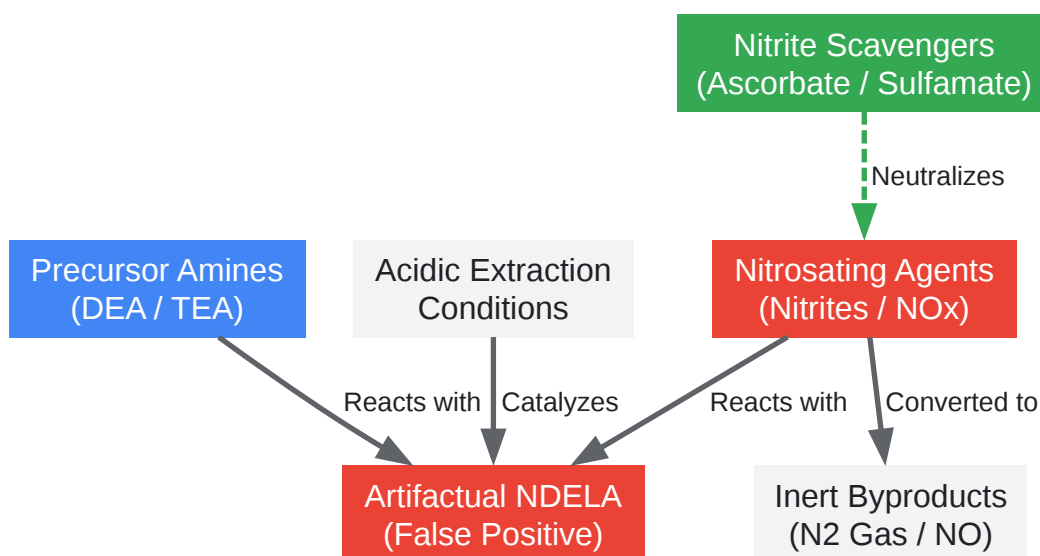 Nitrite Scavengers
(Ascorbate / Sulfamate)
Neutralizes
Precursor Amines
(DEA / TEA)
Acidic Extraction
Conditions
Nitrosating Agents
(Nitrites / NOx)
Reacts with
Catalyzes
Reacts with
Converted to
Artifactual NDELA
(False Positive)
Inert Byproducts
(N2 Gas / NO)